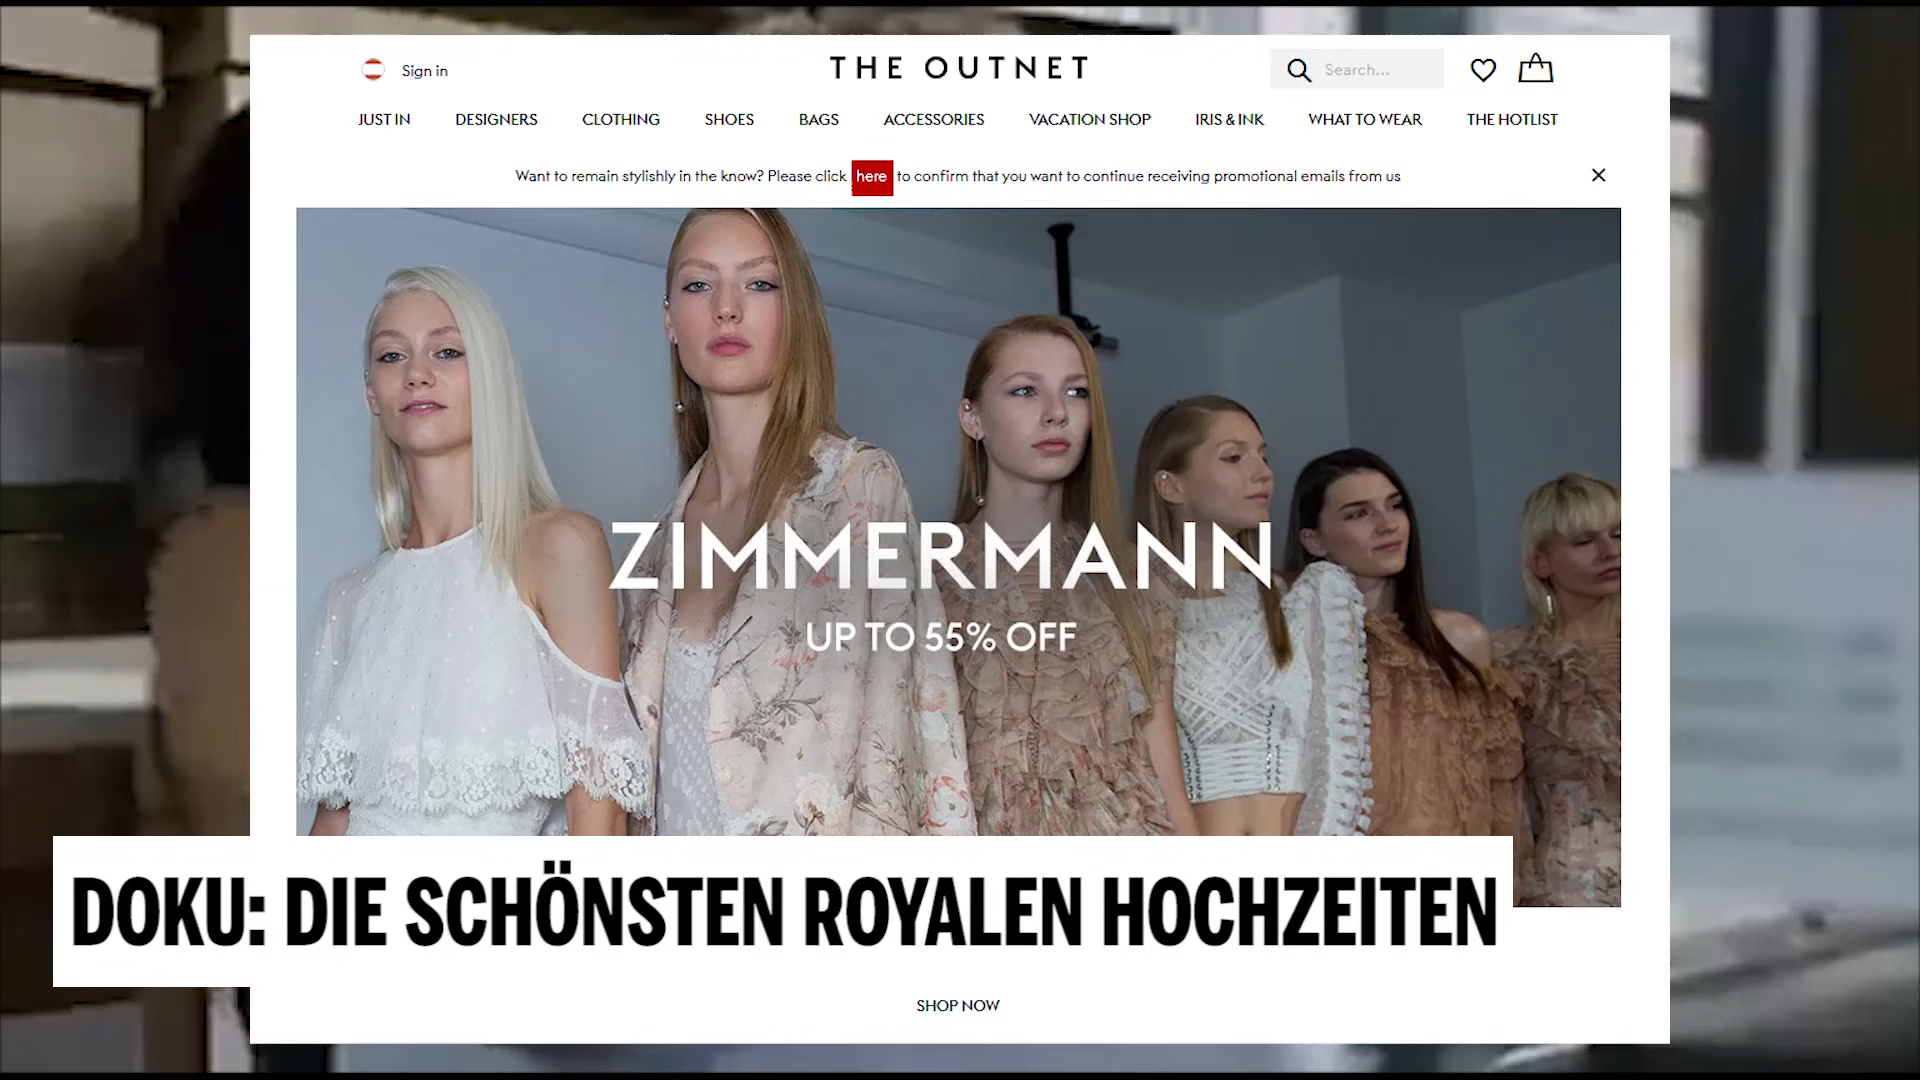 Sign in
THE OUTNET
Search...
JUST IN DESIGNERS CLOTHING SHOES BAGS ACCESSORIES VACATION SHOP IRIS & INK WHAT TO WEAR THE HOTLIST
Want to remain stylishly in the know? Please click here to confirm that you want to continue receiving promotional emails from us
ZIMMERMANN
UP TO 55% OFF
DOKU: DIE SCHÖNSTEN ROYALEN HOCHZEITEN
SHOP NOW